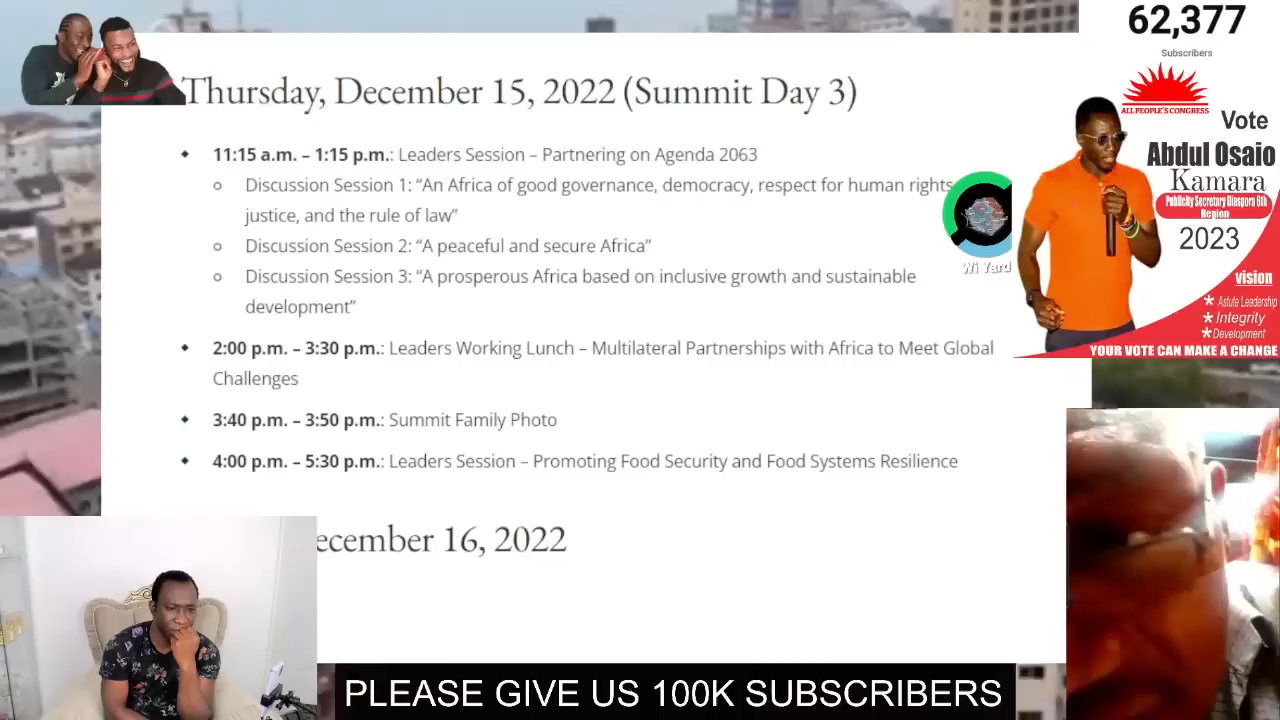 Thursday, December 15, 2022 (Summit Day 3)
11:15 a.m. – 1:15 p.m.: Leaders Session – Partnering on Agenda 2063
Discussion Session 1: “An Africa of good governance, democracy, respect for human rights
justice, and the rule of law”
Discussion Session 2: “A peaceful and secure Africa”
Discussion Session 3: “A prosperous Africa based on inclusive growth and sustainable
development”
2:00 p.m. – 3:30 p.m.: Leaders Working Lunch – Multilateral Partnerships with Africa to Meet Global
Challenges
3:40 p.m. – 3:50 p.m.: Summit Family Photo
4:00 p.m. – 5:30 p.m.: Leaders Session – Promoting Food Security and Food Systems Resilience
ecember 16, 2022
62,377
Subscribers
ALL PEOPLE'S CONGRESS
Vote
Abdul Osaio
Kamara
Publicity Secretary Diaspora 6th
Region
2023
vision
* Astute Leadership
* Integrity
* Development
YOUR VOTE CAN MAKE A CHANGE
Wi Yard
PLEASE GIVE US 100K SUBSCRIBERS